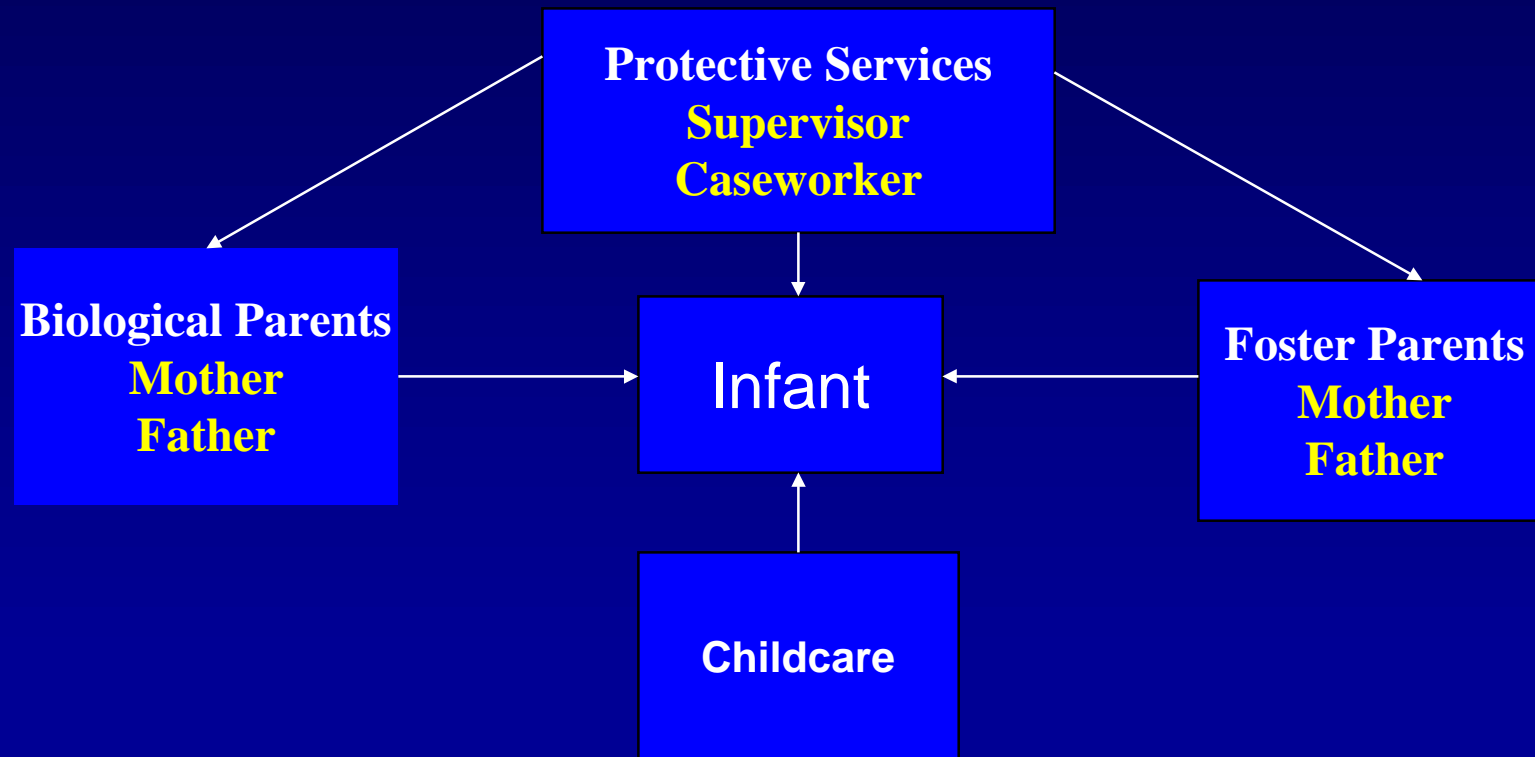 Protective Services
Supervisor
Caseworker
Biological Parents
Mother
Father
Infant
Foster Parents
Mother
Father
Childcare